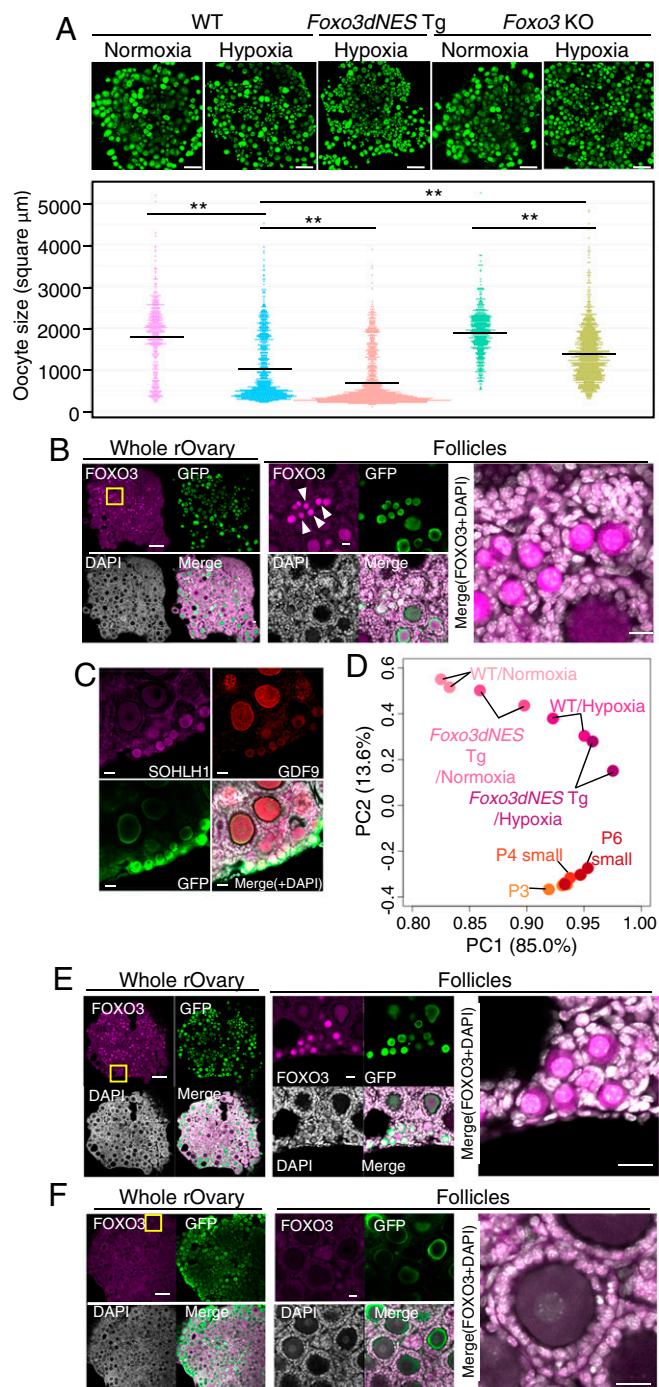 A
WT
Foxo3dNES Tg
Foxo3 KO
Normoxia
Hypoxia
Hypoxia
Normoxia
Hypoxia
Oocyte size (square μm)
5000
4000
3000
2000
1000
0
**
**
**
**
B
Whole rOvary
Follicles
FOXO3
GFP
DAPI
Merge
FOXO3
GFP
DAPI
Merge
Merge(FOXO3+DAPI)
C
SOHLH1
GDF9
GFP
Merge(+DAPI)
D
PC2 (13.6%)
0.6
0.4
0.2
0.0
-0.2
-0.4
WT/Normoxia
WT/Hypoxia
Foxo3dNES
Tg
/Normoxia
Foxo3dNES Tg
/Hypoxia
P4 small
P6
small
P3
0.80
0.85
0.90
0.95
1.00
PC1 (85.0%)
E
Whole rOvary
Follicles
FOXO3
GFP
DAPI
Merge
FOXO3
GFP
DAPI
Merge
Merge(FOXO3+DAPI)
F
Whole rOvary
Follicles
FOXO3
GFP
DAPI
Merge
FOXO3
GFP
DAPI
Merge
Merge(FOXO3+DAPI)